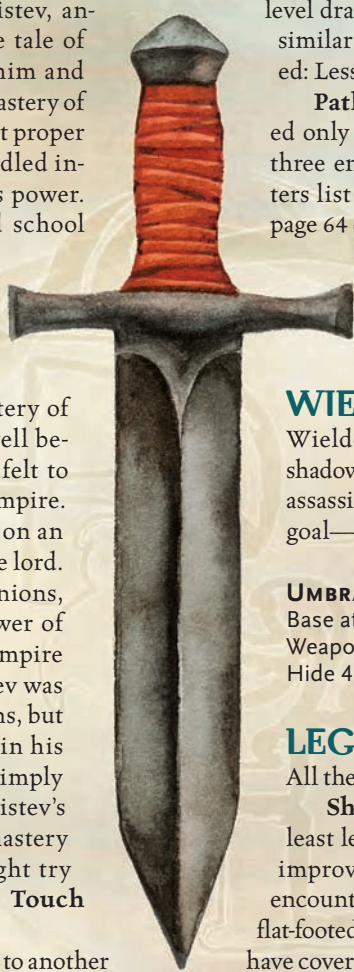 istev, an-
e tale of
him and
astery of
t proper
dled in-
s power.
l school
tery of
ell be-
felt to
mpire.
on an
e lord.
nions,
wer of
mpire
ev was
ns, but
in his
imply
istev's
astery
ght try
Touch
to another
level dra
similar
ed: Less
Path
ed only
three en
ters list
page 64
WIE
Wield
shadow
assassi
goal—
UMBRA
Base at
Weapo
Hide 4
LEG
All the
Sh
least le
improv
encount
flat-footed
have cover